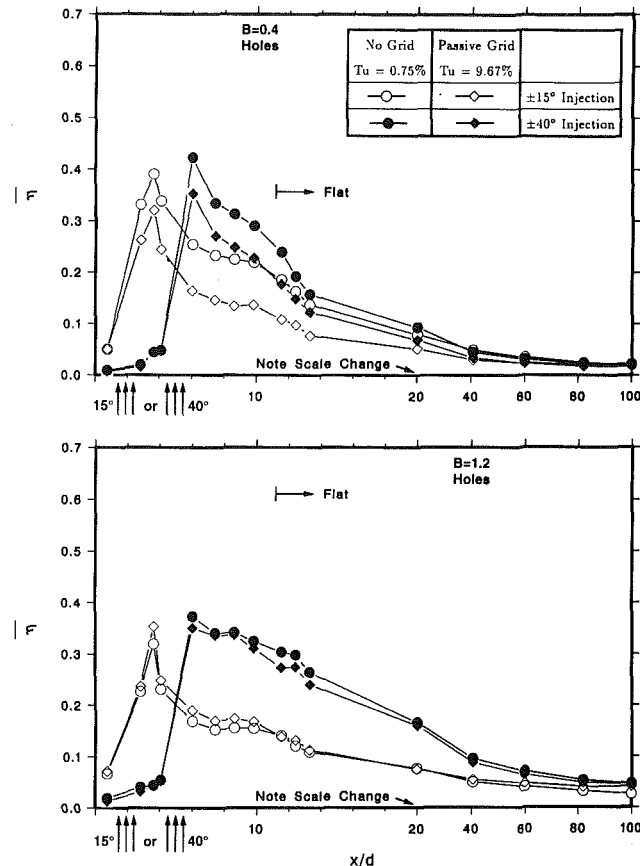 0.7
B=0.4
Holes
No Grid Passive Grid
Tu = 0.75% Tu = 9.67%
±15° Injection
±40° Injection
0.6
0.5
0.4
Flat
η
0.3
0.2
0.1
Note Scale Change
0.0
15° or 40° 10 20 40 60 80 100
0.7
B=1.2
Holes
Flat
0.6
0.5
0.4
η
0.3
0.2
0.1
Note Scale Change
0.0
15° or 40° 10 20 40 60 80 100
x/d